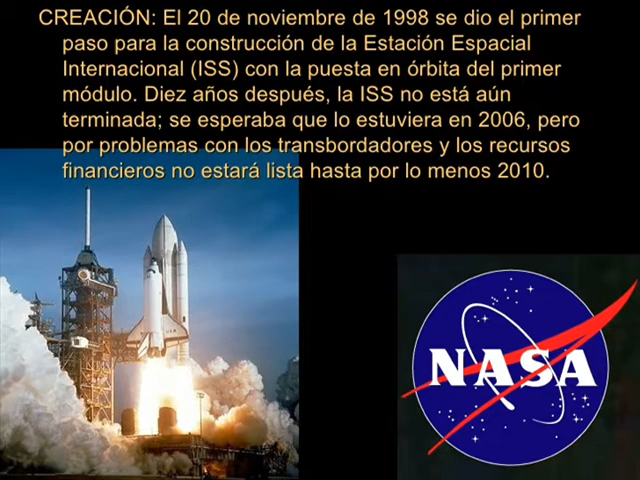 CREACIÓN: El 20 de noviembre de 1998 se dio el primer
paso para la construcción de la Estación Espacial
Internacional (ISS) con la puesta en órbita del primer
módulo. Diez años después, la ISS no está aún
terminada; se esperaba que lo estuviera en 2006, pero
por problemas con los transbordadores y los recursos
financieros no estará lista hasta por lo menos 2010.
NASA